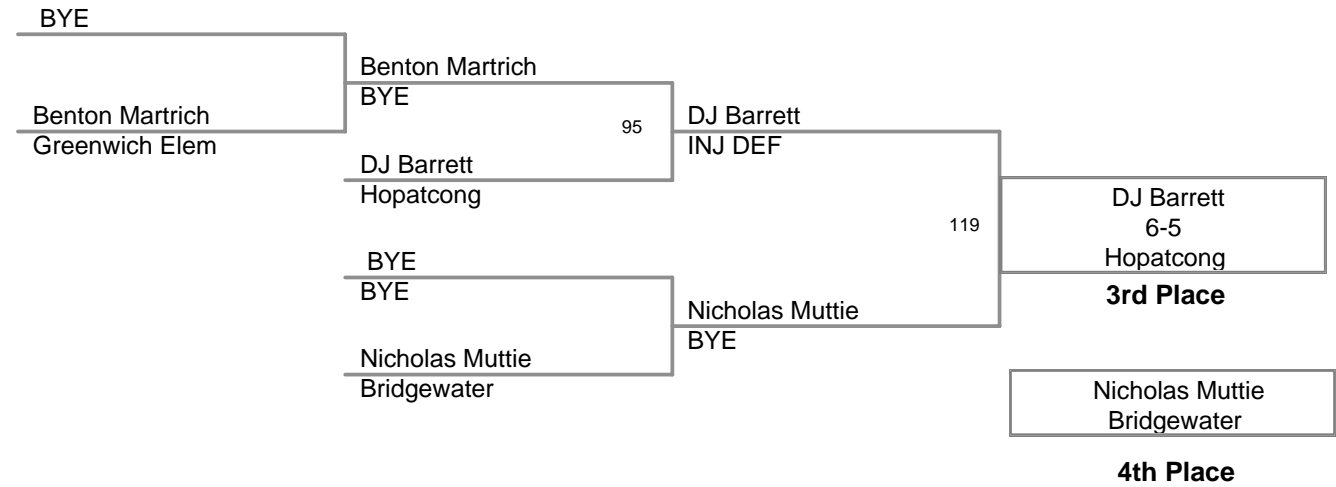 BYE
Benton Martrich
Greenwich Elem
Benton Martrich
BYE
95
DJ Barrett
Hopatcong
DJ Barrett
INJ DEF
BYE
BYE
Nicholas Muttie
Bridgewater
Nicholas Muttie
BYE
119
DJ Barrett
6-5
Hopatcong
3rd Place
Nicholas Muttie
Bridgewater
4th Place